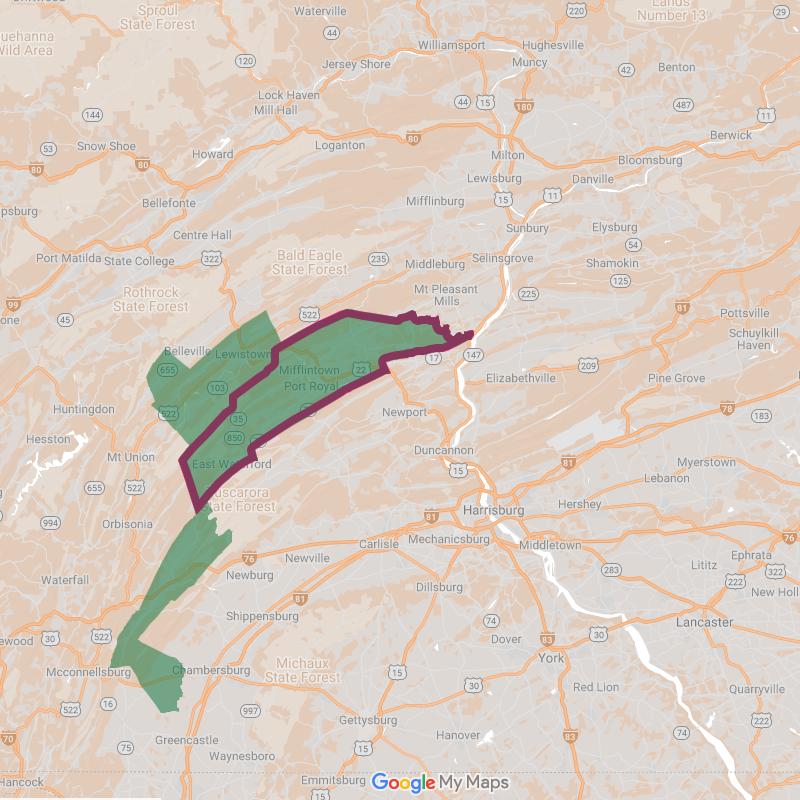 Sproul
State Forest
Waterville
44
220
Lands
Number 13
29
uehanna
Wild Area
120
Williamsport
Hughesville
Jersey Shore
Muncy
42
Benton
Lock Haven
Mill Hall
44
15
180
487
144
11
53
Snow Shoe
80
80
Howard
Loganton
80
Berwick
Milton
Bloomsburg
Lewisburg
Danville
Mifflinburg
15
11
psburg
Bellefonte
Centre Hall
Sunbury
Elysburg
54
Port Matilda
State College
322
Bald Eagle
State Forest
235
Middleburg
Selinsgrove
Shamokin
125
Rothrock
State Forest
Mt Pleasant
Mills
225
99
one
45
522
81
Pottsville
Belleville
Lewistown
17
147
Schuylkill
Haven
655
Mifflintown
22
209
Port Royal
103
Elizabethville
Pine Grove
Huntingdon
522
35
Newport
78
183
Hesston
850
Duncannon
Mt Union
East Waterford
15
81
Myerstown
655
522
Tuscarora
State Forest
Lebanon
Orbisonia
994
81
Harrisburg
Hershey
Carlisle
Mechanicsburg
Middletown
76
Newville
76
Ephrata
322
Waterfall
Newburg
283
Lititz
222
Dillsburg
New Holl
81
Shippensburg
74
ewood
30
522
Dover
83
30
Lancaster
York
Michaux
State Forest
Mcconnellsburg
Chambersburg
15
30
Red Lion
Quarryville
522
16
997
Gettysburg
222
70
75
Greencastle
Waynesboro
15
Hanover
83
74
Hancock
Emmitsburg
15
Google My Maps